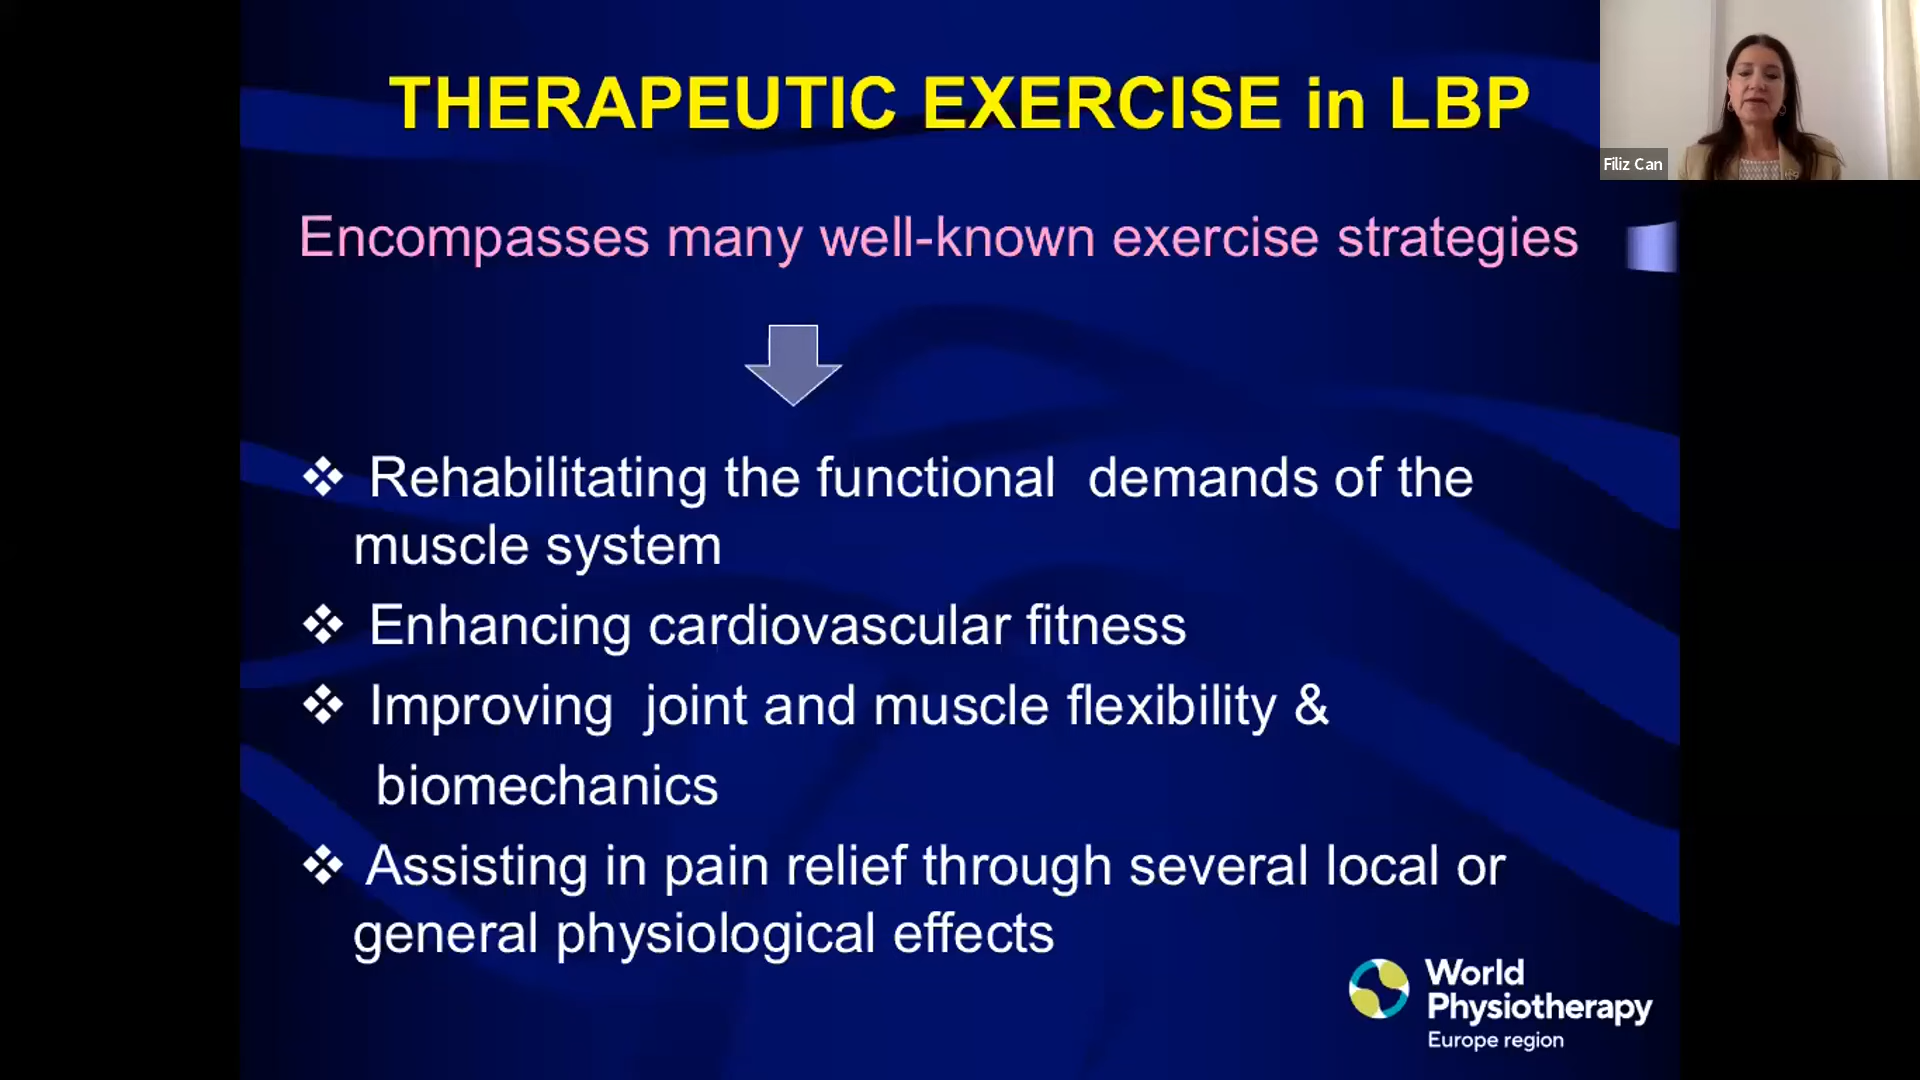 THERAPEUTIC EXERCISE in LBP
Filiz Can
Encompasses many well-known exercise strategies
❖ Rehabilitating the functional demands of the
muscle system
❖ Enhancing cardiovascular fitness
❖ Improving joint and muscle flexibility &
biomechanics
❖ Assisting in pain relief through several local or
general physiological effects
World
Physiotherapy
Europe region